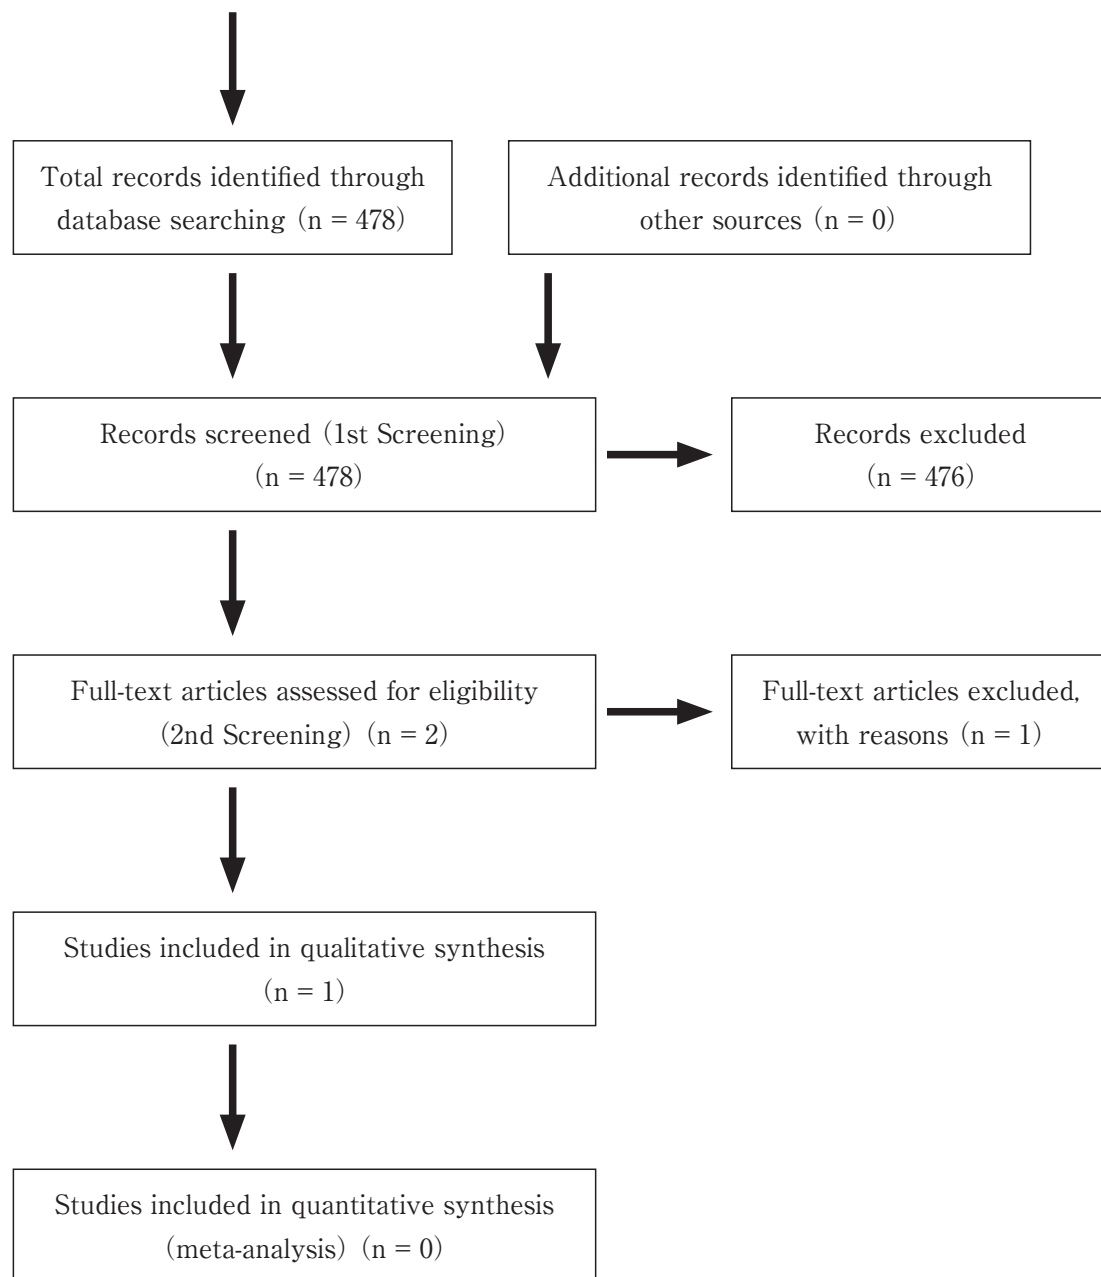 Total records identified through
database searching (n = 478)
Additional records identified through
other sources (n = 0)
Records screened (1st Screening)
(n = 478)
Records excluded
(n = 476)
Full-text articles assessed for eligibility
(2nd Screening) (n = 2)
Full-text articles excluded,
with reasons (n = 1)
Studies included in qualitative synthesis
(n = 1)
Studies included in quantitative synthesis
(meta-analysis) (n = 0)